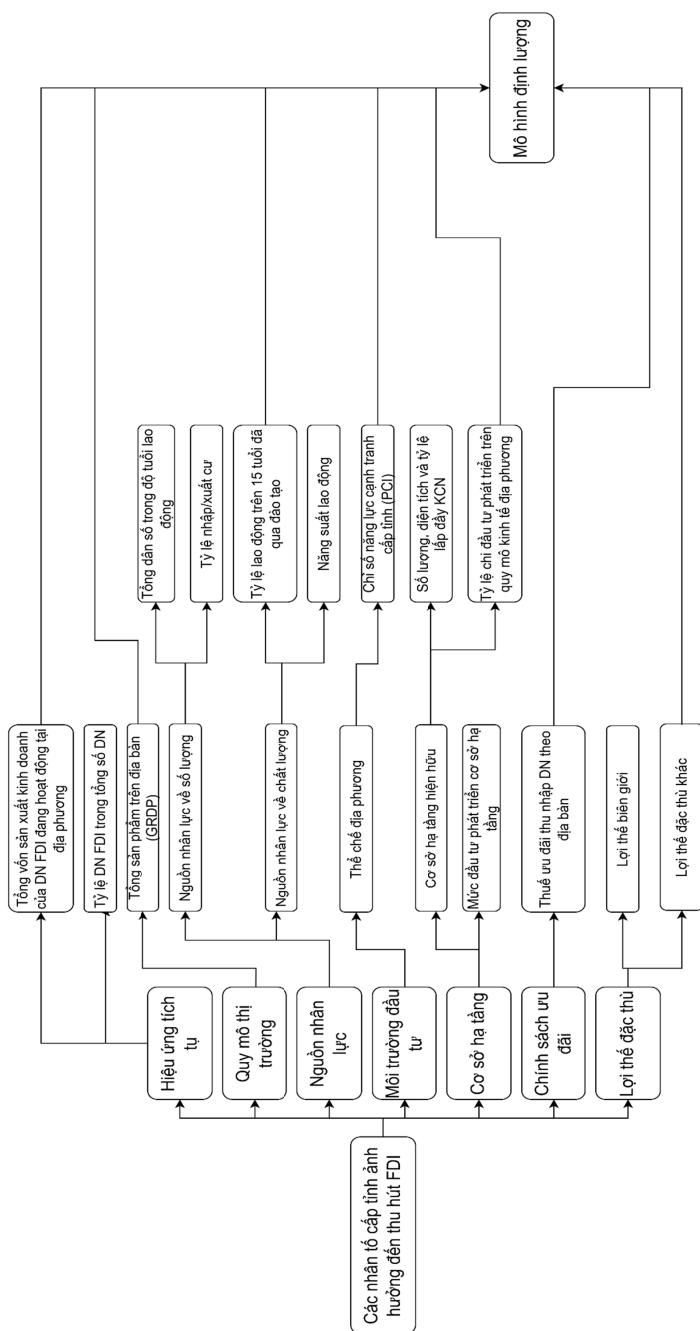 Các nhân tố cấp tỉnh ảnh
hưởng đến thu hút FDI
Hiệu ứng tích
tụ
Quy mô thị
trường
Nguồn nhân
lực
Môi trường đầu
tư
Cơ sở hạ tầng
Chính sách ưu
đãi
Lợi thế đặc thù
Tổng vốn sản xuất kinh doanh
của DN FDI đang hoạt động tại
địa phương
Tỷ lệ DN FDI trong tổng số DN
Tổng sản phẩm trên địa bàn
(GRDP)
Nguồn nhân lực về số lượng
Nguồn nhân lực về chất lượng
Thể chế địa phương
Cơ sở hạ tầng hiện hữu
Mức đầu tư phát triển cơ sở hạ
tầng
Thuế ưu đãi thu nhập DN theo
địa bàn
Lợi thế biên giới
Lợi thế đặc thù khác
Tổng dân số trong độ tuổi lao
động
Tỷ lệ nhập/xuất cư
Tỷ lệ lao động trên 15 tuổi đã
qua đào tạo
Năng suất lao động
Chỉ số năng lực cạnh tranh
cấp tỉnh (PCI)
Số lượng, diện tích và tỷ lệ
lấp đầy KCN
Tỷ lệ chi đầu tư phát triển trên
quy mô kinh tế địa phương
Mô hình định lượng